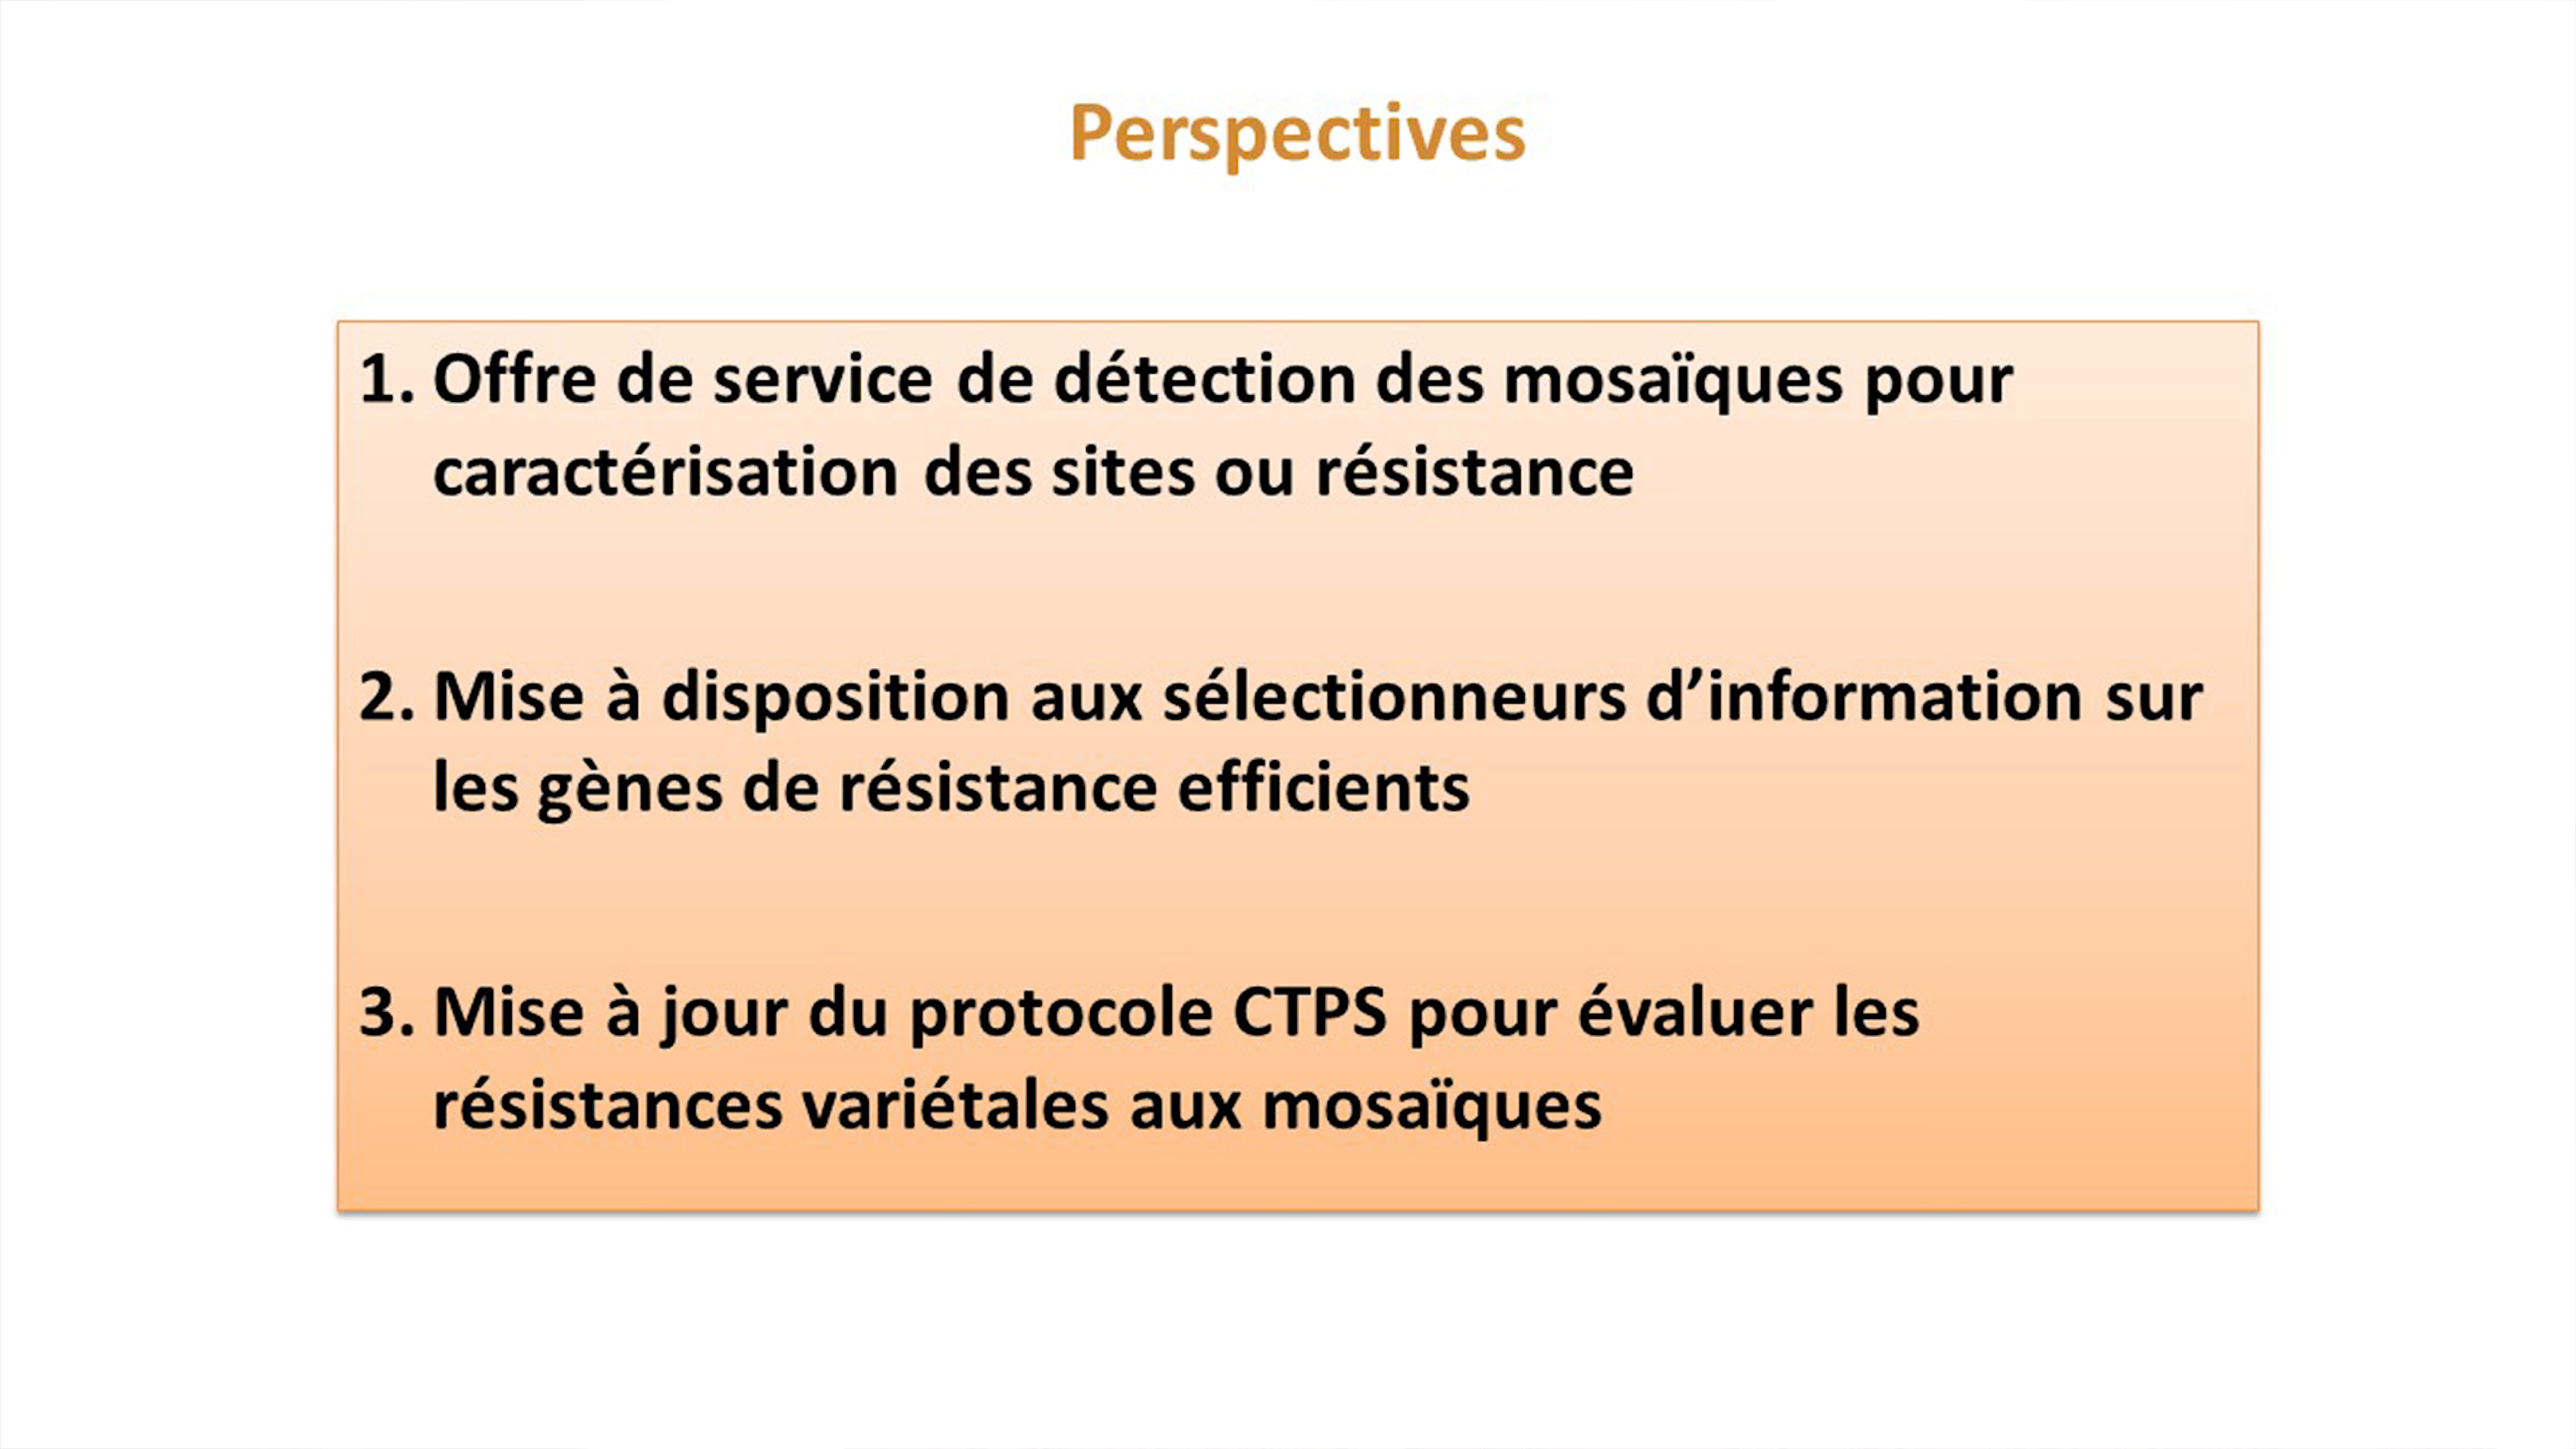 Perspectives
1. Offre de service de détection des mosaïques pour
caractérisation des sites ou résistance
2. Mise à disposition aux sélectionneurs d’information sur
les gènes de résistance efficients
3. Mise à jour du protocole CTPS pour évaluer les
résistances variétales aux mosaïques